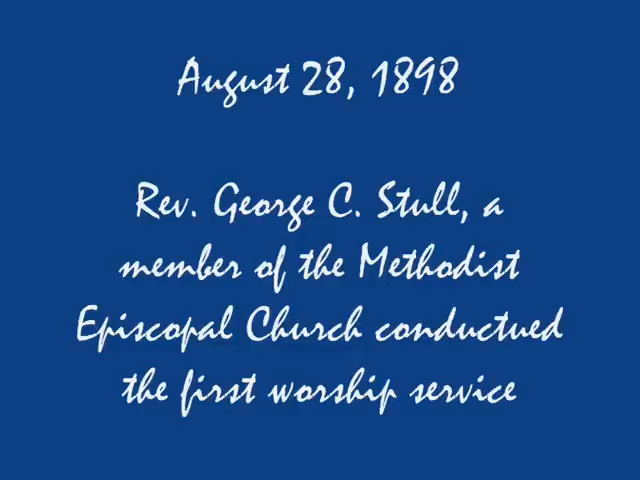 August 28, 1898
Rev. George C. Stull, a
member of the Methodist
Episcopal Church conductued
the first worship service